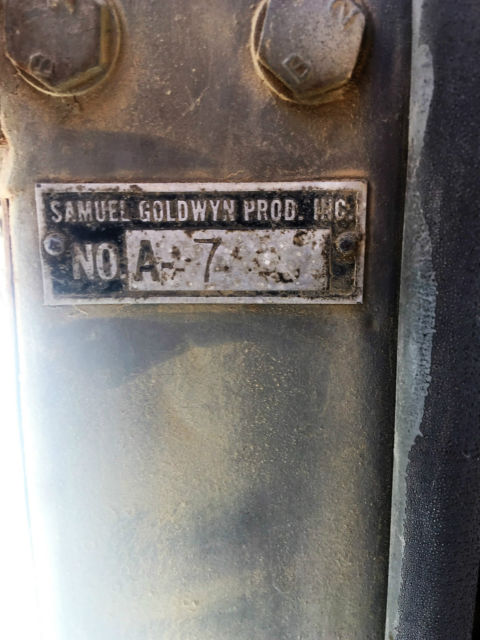 SAMUEL GOLDWYN PROD. INC.
NO. A-7